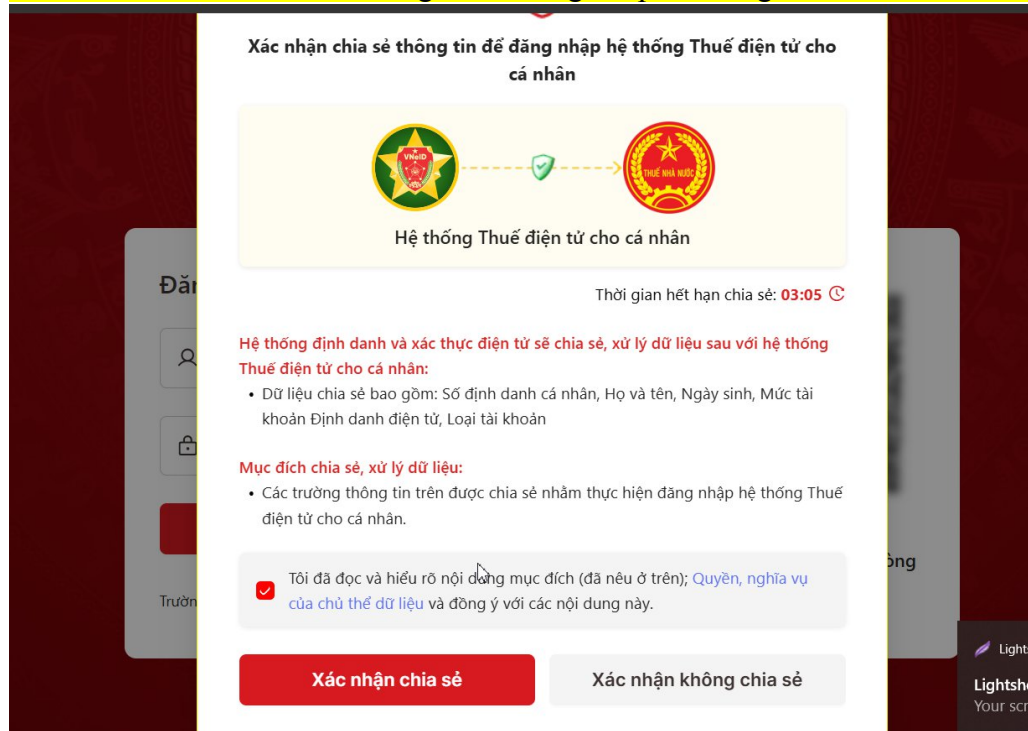 Xác nhận chia sẻ thông tin để đăng nhập hệ thống Thuế điện tử cho
cá nhân
VNeID
THUẾ NHÀ NƯỚC
Hệ thống Thuế điện tử cho cá nhân
Thời gian hết hạn chia sẻ: 03:05
Đăn
Hệ thống định danh và xác thực điện tử sẽ chia sẻ, xử lý dữ liệu sau với hệ thống
Thuế điện tử cho cá nhân:
• Dữ liệu chia sẻ bao gồm: Số định danh cá nhân, Họ và tên, Ngày sinh, Mức tài
khoản Định danh điện tử, Loại tài khoản
Mục đích chia sẻ, xử lý dữ liệu:
• Các trường thông tin trên được chia sẻ nhằm thực hiện đăng nhập hệ thống Thuế
điện tử cho cá nhân.
Tôi đã đọc và hiểu rõ nội dung mục đích (đã nêu ở trên); Quyền, nghĩa vụ
của chủ thể dữ liệu và đồng ý với các nội dung này.
Trườn
Xác nhận chia sẻ
Xác nhận không chia sẻ
Your scr